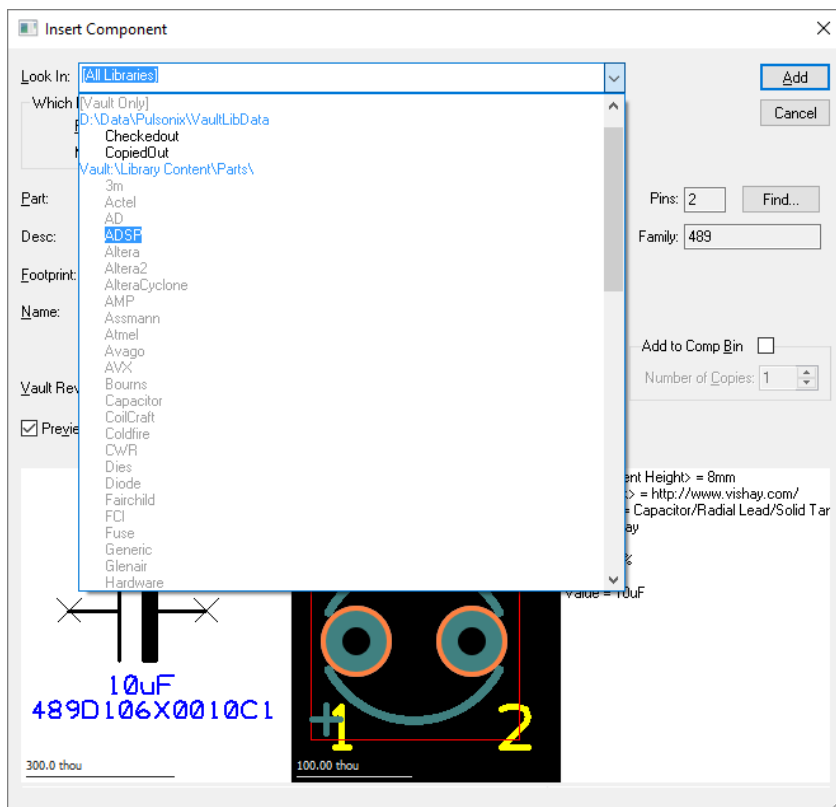 Insert Component
Look In: [All Libraries]
Add
Which
[Vault Only]
Cancel
D:\Data\Pulsonix\VaultLibData
Checkedout
CopiedOut
Vault:\Library Content\Parts\
3m
Part:
Pins: 2
Find...
Actel
AD
Desc:
ADSP
Family: 489
Altera
Footprint:
Altera2
AlteraCyclone
Name:
AMP
Assmann
Atmel
Add to Comp Bin
Avago
AVX
Number of Copies: 1
Vault Rev
Bourns
Capacitor
CoilCraft
Previe
Coldfire
CWR
Dies
Diode
Fairchild
FCI
Fuse
Generic
Glenair
Hardware
ent Height> = 8mm
> = http://www.vishay.com/
= Capacitor/Radial Lead/Solid Tar
ay
%
Value = 10uF
10uF
489D106X0010C1
+1 2
300.0 thou
100.00 thou